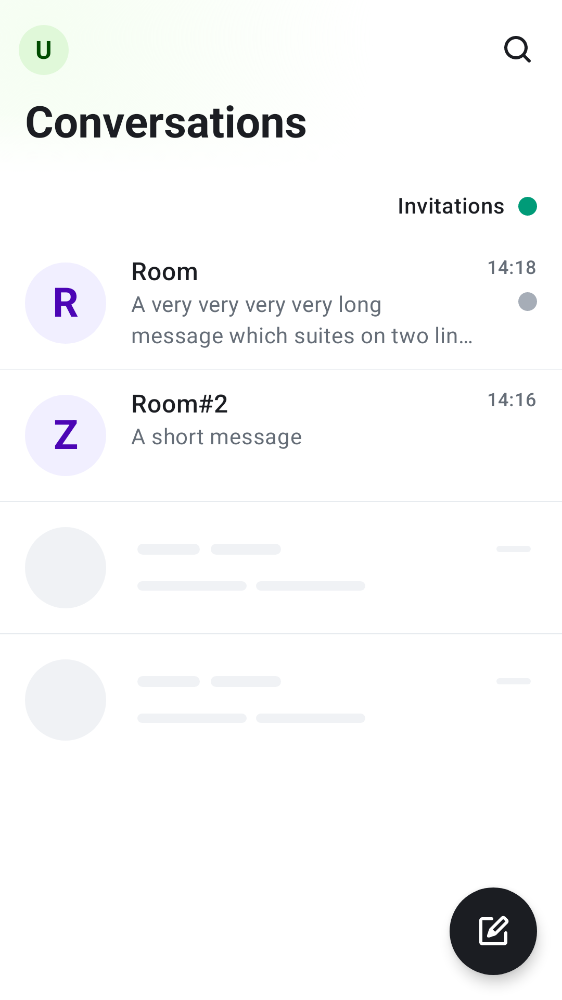 U
Conversations
Invitations
R
Room
14:18
A very very very very long
message which suites on two lin…
Z
Room#2
14:16
A short message